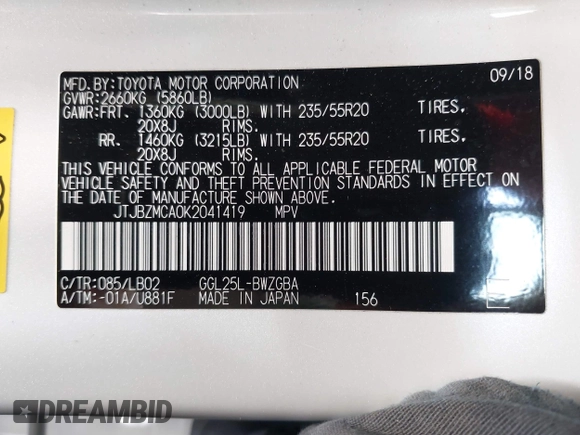 MFD.BY:TOYOTA MOTOR CORPORATION 09/18
GVWR:2660KG (5860LB)
GAWR:FRT. 1360KG (3000LB) WITH 235/55R20 TIRES.
20X8J RIMS.
RR. 1460KG (3215LB) WITH 235/55R20 TIRES.
20X8J RIMS.
THIS VEHICLE CONFORMS TO ALL APPLICABLE FEDERAL MOTOR
VEHICLE SAFETY AND THEFT PREVENTION STANDARDS IN EFFECT ON
THE DATE OF MANUFACTURE SHOWN ABOVE.
JTJBZMCA0K2041419 MPV
C/TR:085/LB02 GGL25L-BWZGBA
A/TM:-01A/U881F MADE IN JAPAN 156
DREAMBID